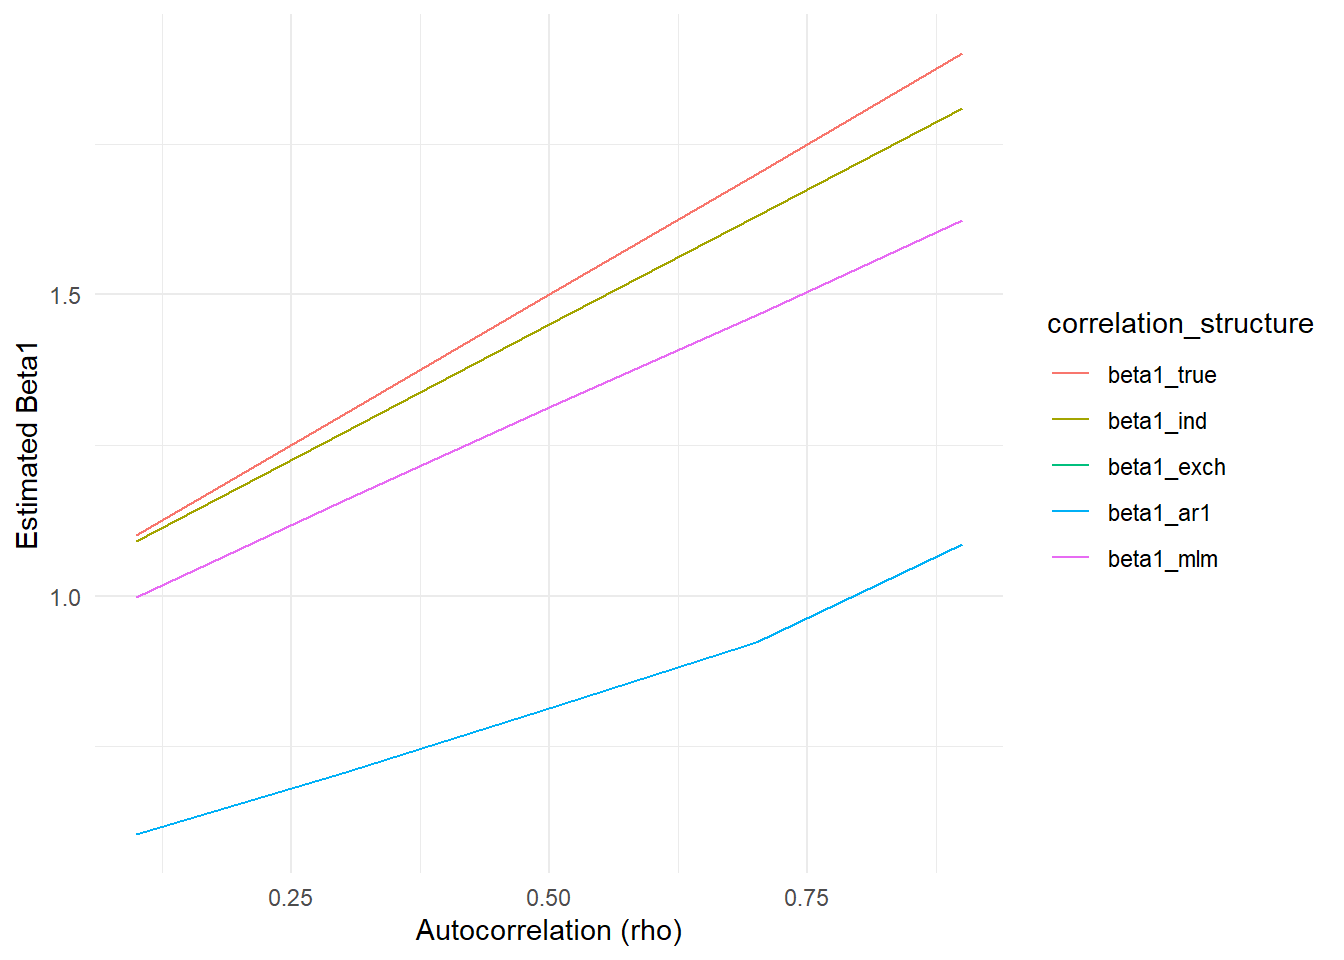 Estimated Beta1
1.5
1.0
0.25
0.50
0.75
Autocorrelation (rho)
correlation_structure
beta1_true
beta1_ind
beta1_exch
beta1_ar1
beta1_mlm